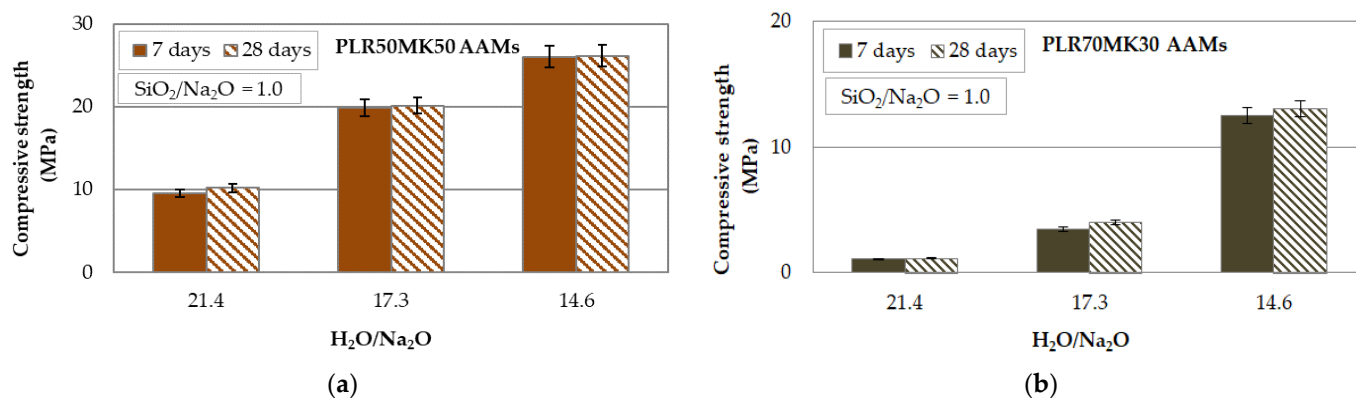 PLR50MK50 AAMs
7 days 28 days
SiO₂/Na₂O = 1.0
Compressive strength
(MPa)
30
20
10
0
21.4 17.3 14.6
H₂O/Na₂O
(a)
PLR70MK30 AAMs
7 days 28 days
SiO₂/Na₂O = 1.0
Compressive strength
(MPa)
20
10
0
21.4 17.3 14.6
H₂O/Na₂O
(b)